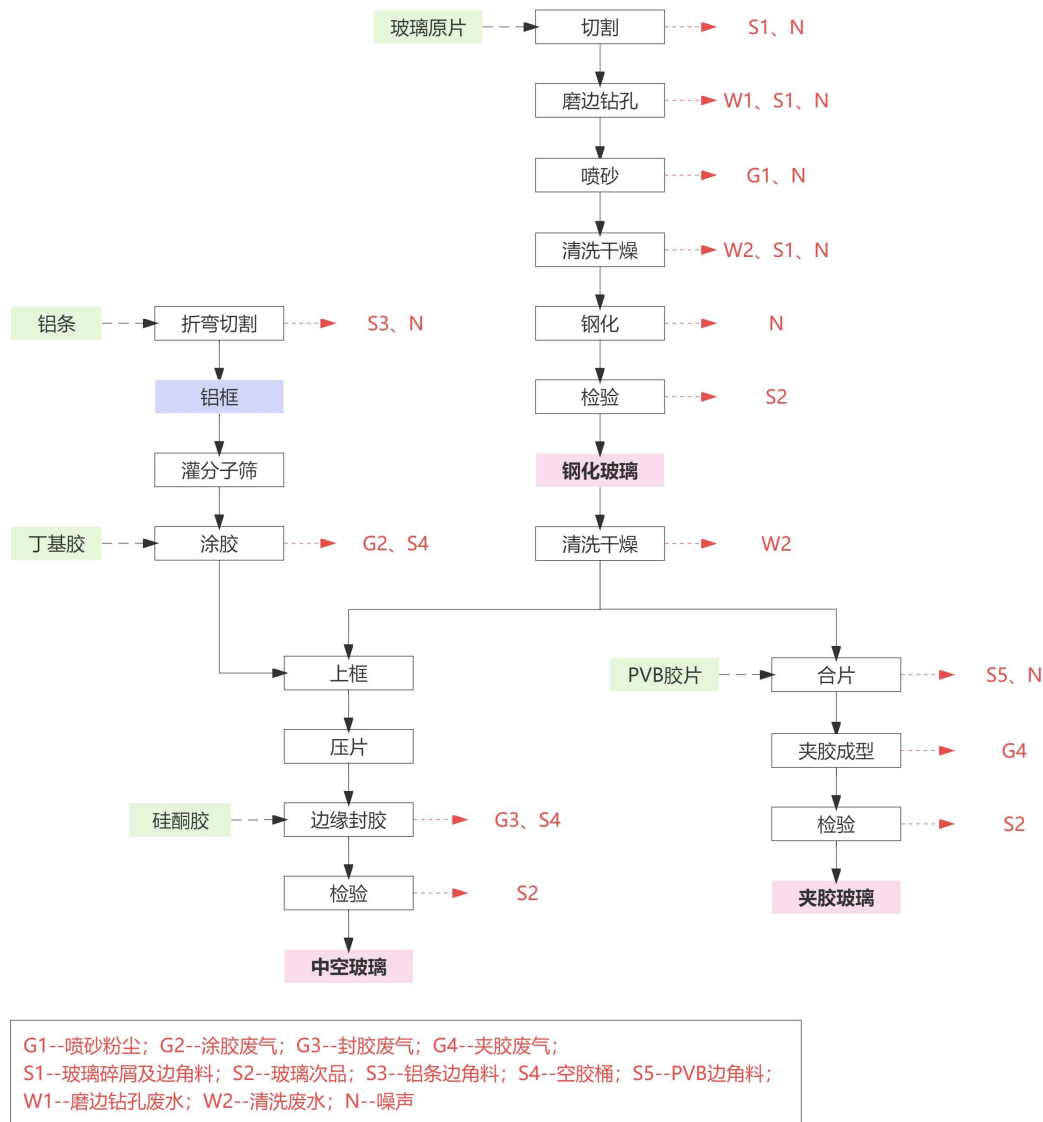 玻璃原片
切割
S1、N
磨边钻孔
W1、S1、N
喷砂
G1、N
清洗干燥
W2、S1、N
铝条
折弯切割
S3、N
钢化
N
铝框
检验
S2
灌分子筛
钢化玻璃
丁基胶
涂胶
G2、S4
清洗干燥
W2
上框
PVB胶片
合片
S5、N
压片
夹胶成型
G4
硅酮胶
边缘封胶
G3、S4
检验
S2
检验
S2
夹胶玻璃
中空玻璃
G1--喷砂粉尘；G2--涂胶废气；G3--封胶废气；G4--夹胶废气；
S1--玻璃碎屑及边角料；S2--玻璃次品；S3--铝条边角料；S4--空胶桶；S5--PVB边角料；
W1--磨边钻孔废水；W2--清洗废水；N--噪声